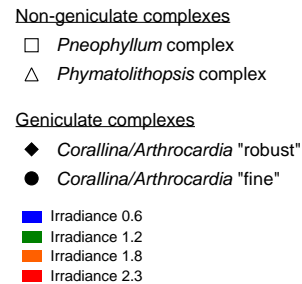 Non-geniculate complexes
Pneophyllum complex
Phymatolithopsis complex
Geniculate complexes
Corallina/Arthrocardia "robust"
Corallina/Arthrocardia "fine"
Irradiance 0.6
Irradiance 1.2
Irradiance 1.8
Irradiance 2.3